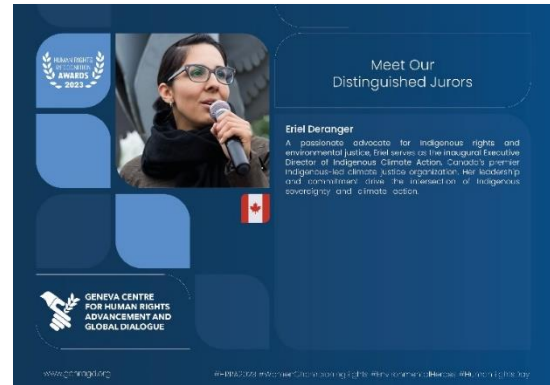 HUMAN RIGHTS
RECOGNITION
AWARDS
2023
Meet Our
Distinguished Jurors
Eriel Deranger
A passionate advocate for Indigenous rights and
environmental justice, Eriel serves as the inaugural Executive
Director of Indigenous Climate Action, Canada's premier
Indigenous-led climate justice organization. Her leadership
and commitment drive the intersection of Indigenous
sovereignty and climate action.
GENEVA CENTRE
FOR HUMAN RIGHTS
ADVANCEMENT AND
GLOBAL DIALOGUE
www.gchragd.org